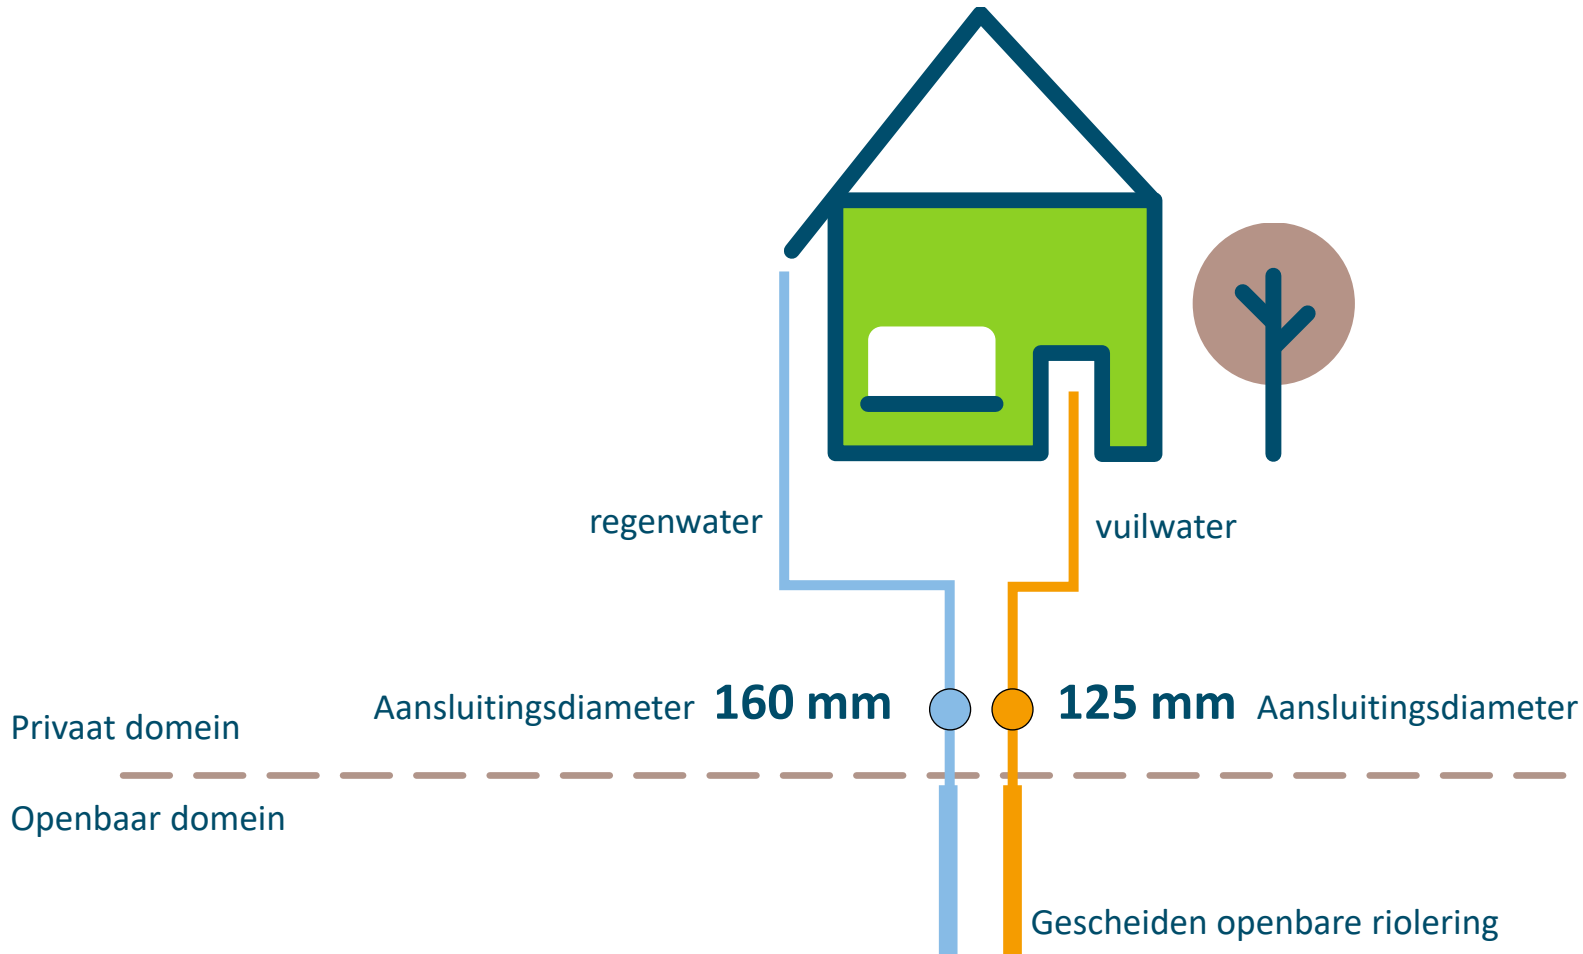 regenwater
vuilwater
Aansluitingsdiameter 160 mm
125 mm Aansluitingsdiameter
Privaat domein
Openbaar domein
Gescheiden openbare riolering